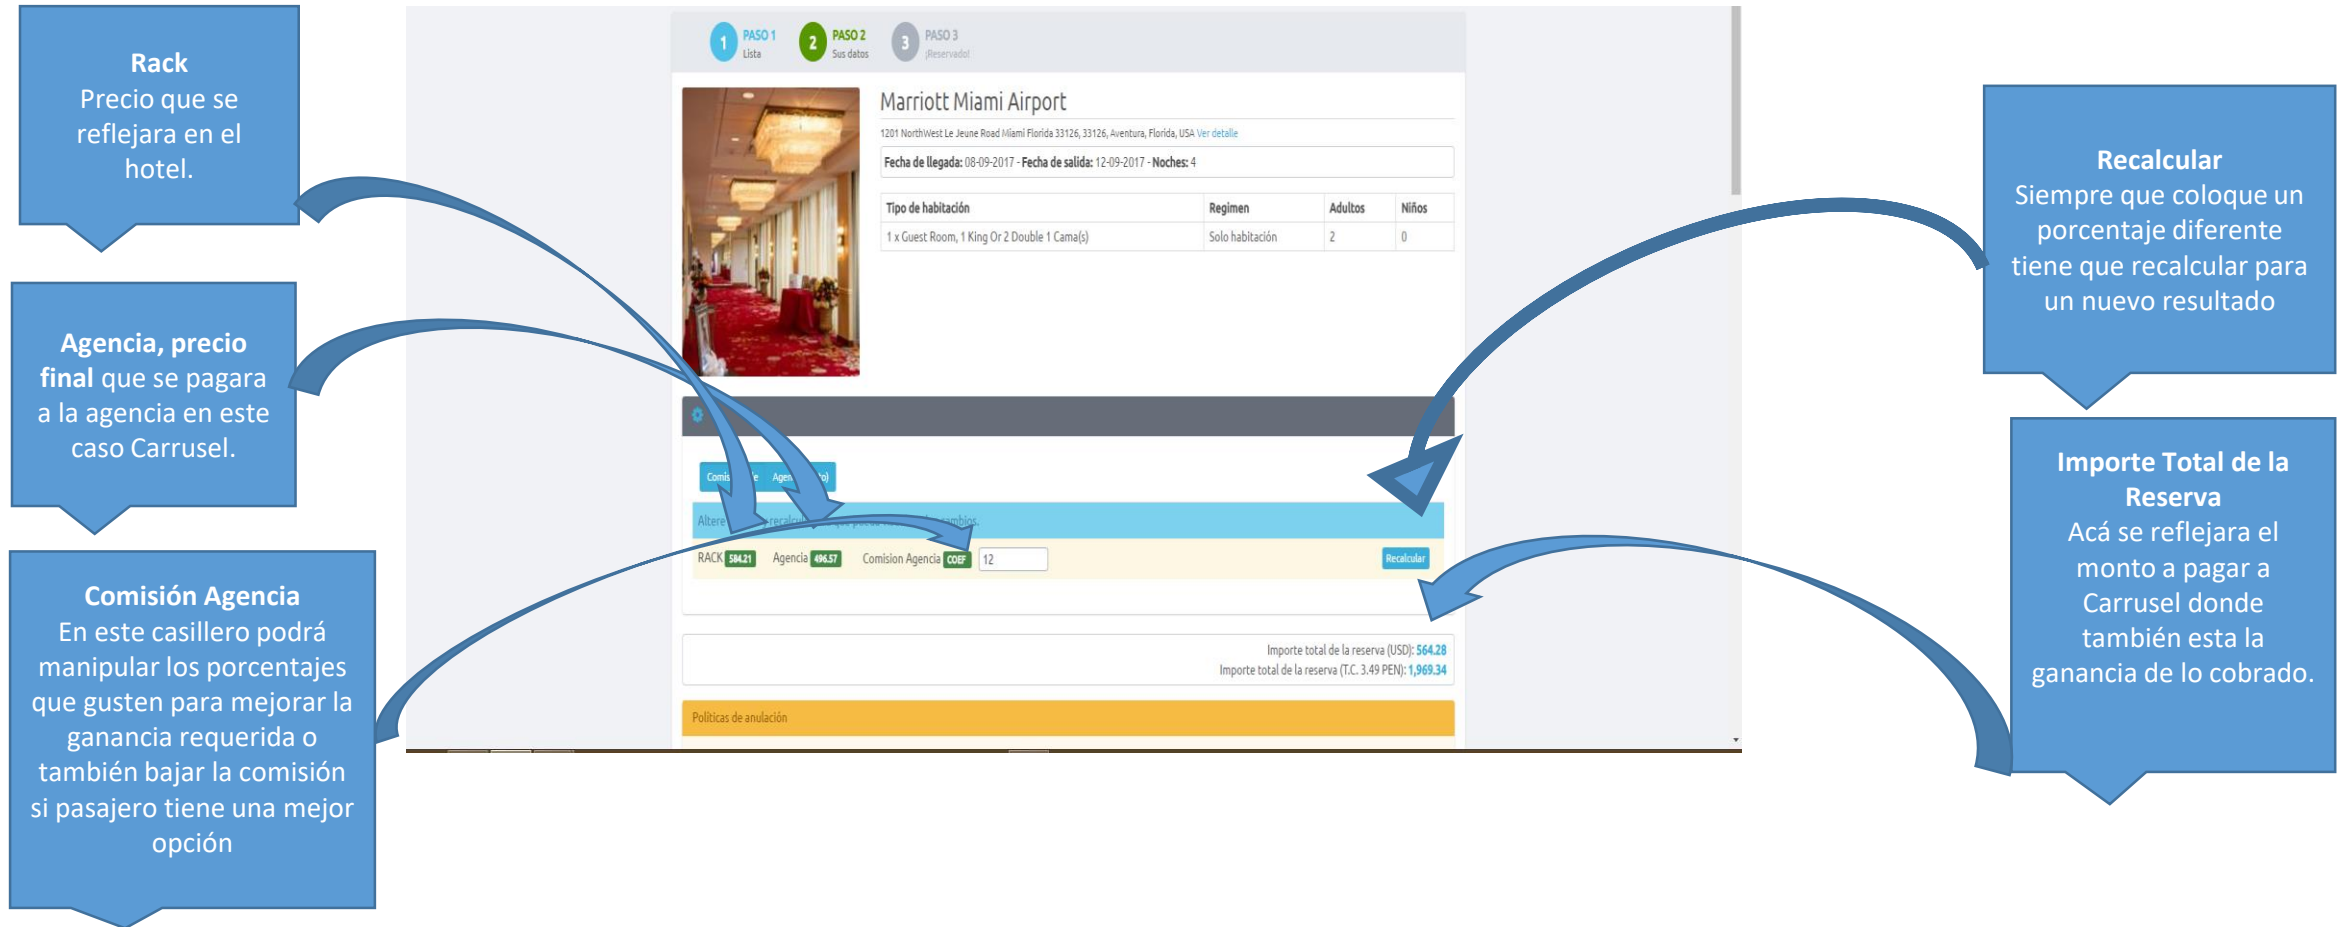 Rack
Precio que se
reflejara en el
hotel.
Agencia, precio
final que se pagara
a la agencia en este
caso Carrusel.
Comisión Agencia
En este casillero podrá
manipular los porcentajes
que gusten para mejorar la
ganancia requerida o
también bajar la comisión
si pasajero tiene una mejor
opción
1 PASO 1
Lista
2 PASO 2
Sus datos
3 PASO 3
¡Reservado!
Marriott Miami Airport
1201 NorthWest Le Jeune Road Miami Florida 33126, 33126, Aventura, Florida, USA Ver detalle
Fecha de llegada: 08-09-2017 - Fecha de salida: 12-09-2017 - Noches: 4
Tipo de habitación Regimen Adultos Niños
1 x Guest Room, 1 King Or 2 Double 1 Cama(s) Solo habitación 2 0
Altere
RACK 584.21 Agencia 496.57 Comision Agencia COEF 12 Recalcular
Importe total de la reserva (USD): 564.28
Importe total de la reserva (T.C. 3.49 PEN): 1,969.34
Políticas de anulación
Recalcular
Siempre que coloque un
porcentaje diferente
tiene que recalcular para
un nuevo resultado
Importe Total de la
Reserva
Acá se reflejara el
monto a pagar a
Carrusel donde
también esta la
ganancia de lo cobrado.